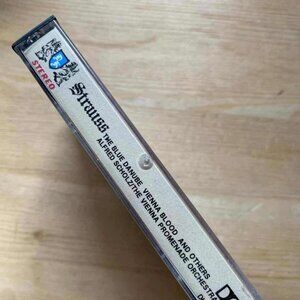 STEREO
Strauss
THE BLUE DANUBE VIENNA BLOOD AND OTHERS
ALFRED SCHOLZ/THE VIENNA PROMENADE ORCHESTRA